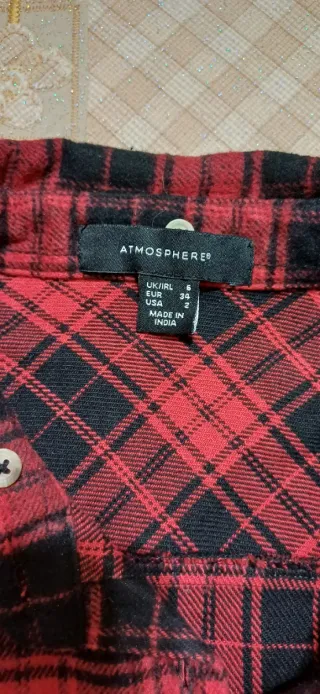 ATMOSPHERE®
UK/IRL 6
EUR 34
USA 2
MADE IN
INDIA